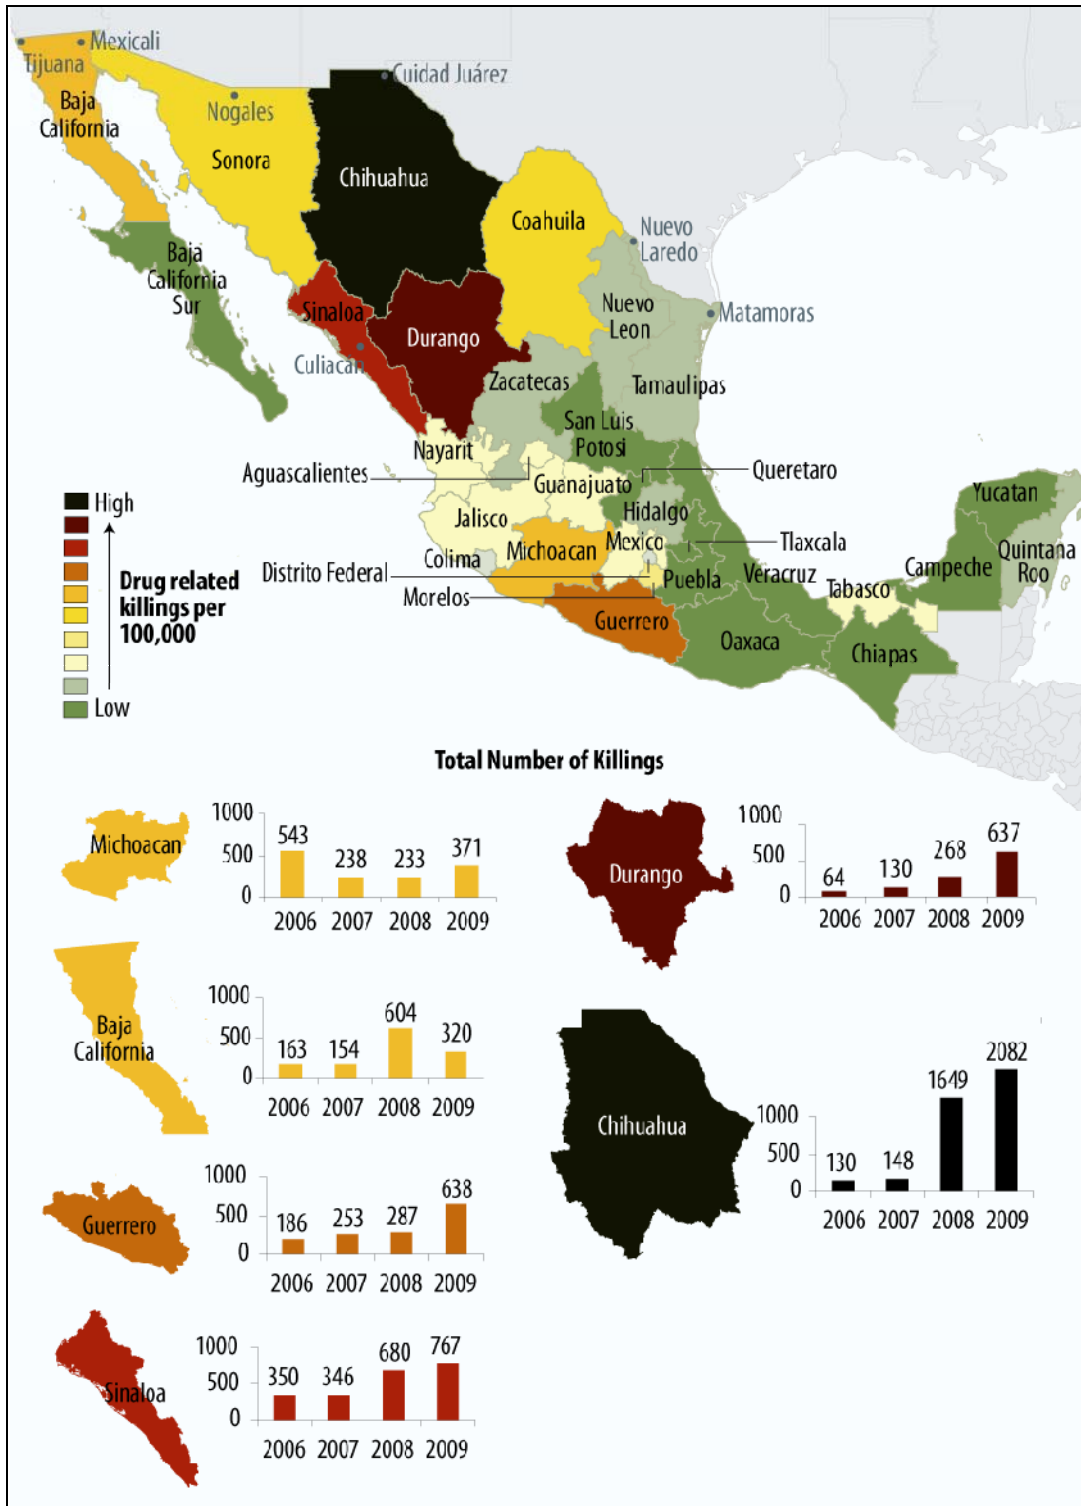 Mexicali
Tijuana
Cuidad Juárez
Baja
California
Nogales
Sonora
Chihuahua
Coahuila
Nuevo
Laredo
Baja
California
Sur
Sinaloa
Nuevo
Leon
Matamoras
Durango
Culiacan
Zacatecas
Tamaulipas
San Luis
Potosi
Nayarit
Aguascalientes
Queretaro
Guanajuato
Yucatan
High
Hidalgo
Jalisco
Mexico
Tlaxcala
Colima
Michoacan
Quintana
Roo
Distrito Federal
Puebla
Veracruz
Campeche
Drug related
killings per
100,000
Morelos
Tabasco
Guerrero
Oaxaca
Chiapas
Low
Total Number of Killings
Michoacan
1000
500
0
543
238
233
371
2006 2007 2008 2009
Durango
1000
500
0
64
130
268
637
2006 2007 2008 2009
Baja
California
1000
500
0
163
154
604
320
2006 2007 2008 2009
Chihuahua
1000
500
0
130
148
1649
2082
2006 2007 2008 2009
Guerrero
1000
500
0
186
253
287
638
2006 2007 2008 2009
Sinaloa
1000
500
0
350
346
680
767
2006 2007 2008 2009